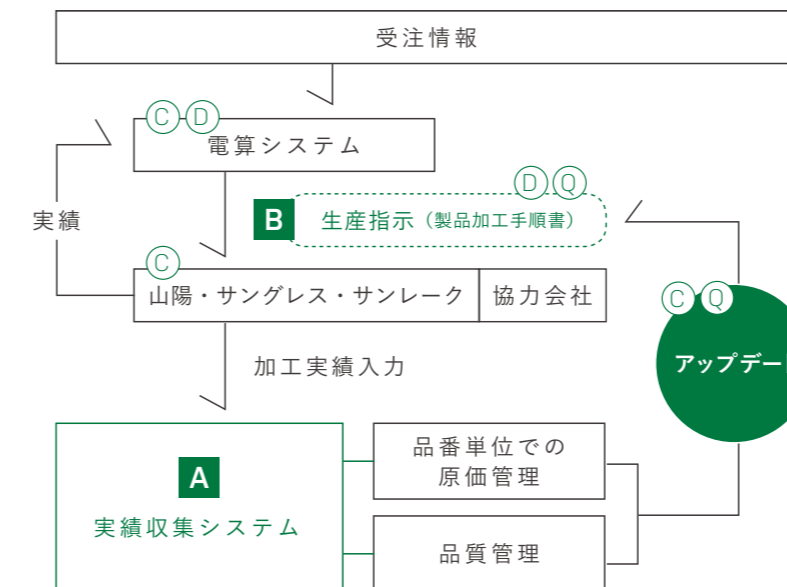 受注情報
C D
電算システム
D Q
実績
B 生産指示（製品加工手順書）
C
山陽・サングレス・サンレーク 協力会社
C Q
加工実績入力
アップデー
品番単位での
原価管理
A
実績収集システム
品質管理